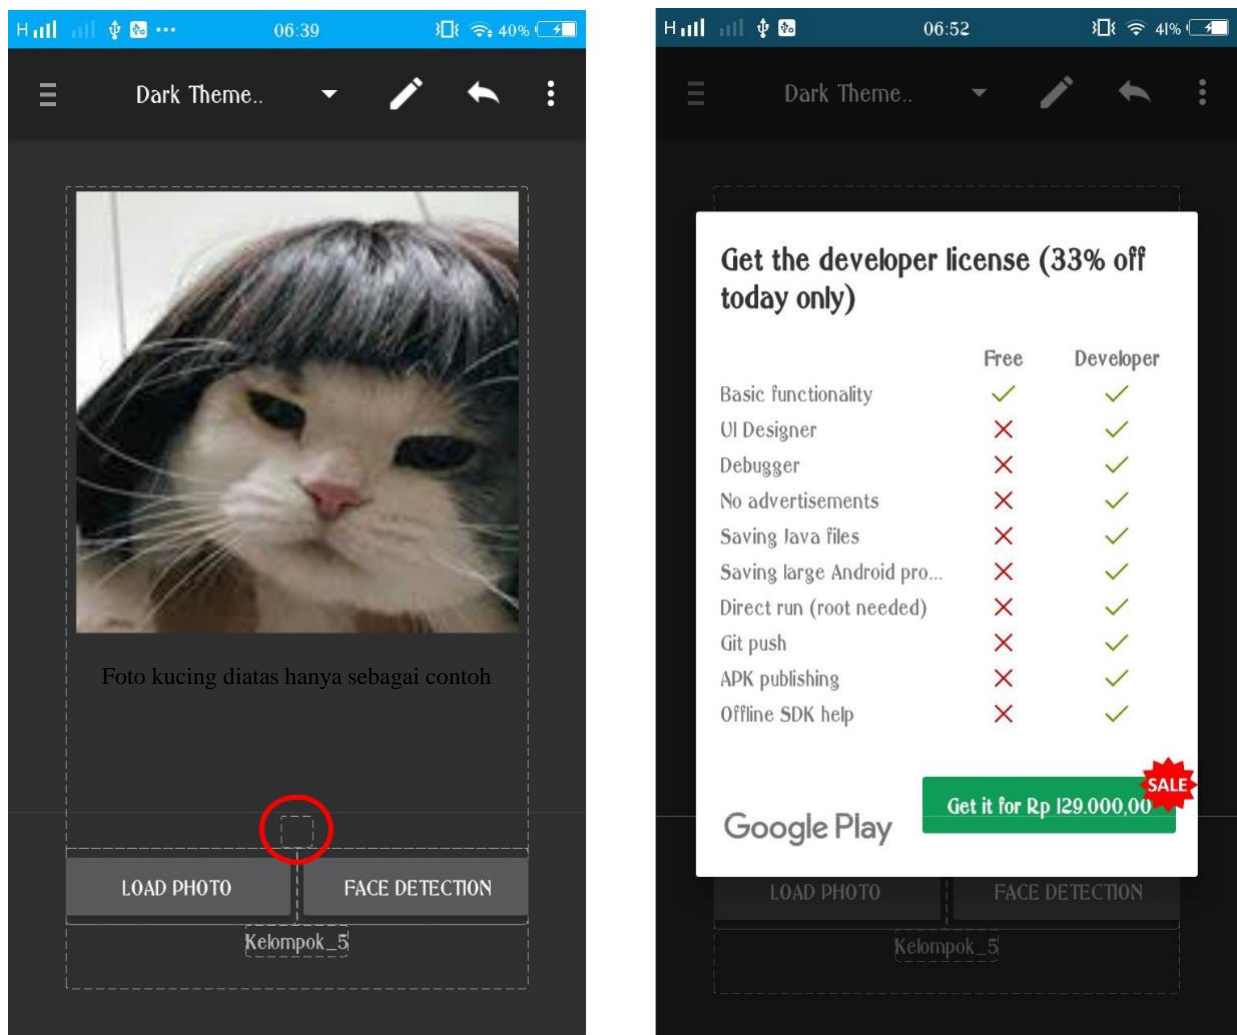 H 06:39 40%
Dark Theme..
Foto kucing diatas hanya sebagai contoh
LOAD PHOTO FACE DETECTION
Kelompok_5
H 06:52 41%
Dark Theme..
Get the developer license (33% off
today only)
Free Developer
Basic functionality
UI Designer
Debugger
No advertisements
Saving Java files
Saving large Android pro...
Direct run (root needed)
Git push
APK publishing
Offline SDK help
SALE
Get it for Rp 129.000,00
Google Play
LOAD PHOTO FACE DETECTION
Kelompok_5